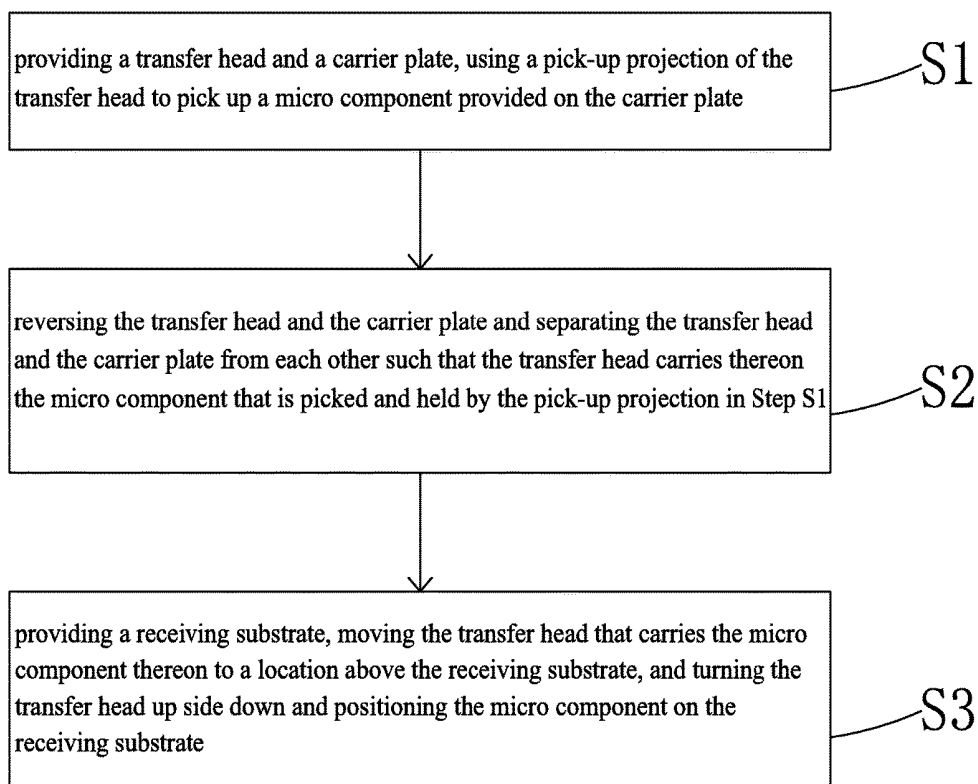 providing a transfer head and a carrier plate, using a pick-up projection of the
transfer head to pick up a micro component provided on the carrier plate
S1
reversing the transfer head and the carrier plate and separating the transfer head
and the carrier plate from each other such that the transfer head carries thereon
the micro component that is picked and held by the pick-up projection in Step S1
S2
providing a receiving substrate, moving the transfer head that carries the micro
component thereon to a location above the receiving substrate, and turning the
transfer head up side down and positioning the micro component on the
receiving substrate
S3